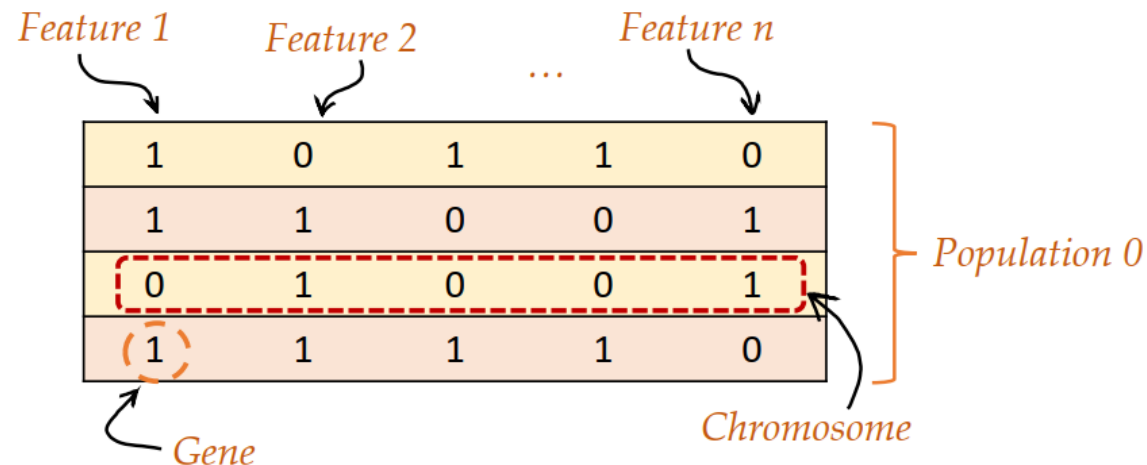 Feature 1
Feature 2
...
Feature n
1 0 1 1 0
1 1 0 0 1
0 1 0 0 1
1 1 1 1 0
Population 0
Chromosome
Gene